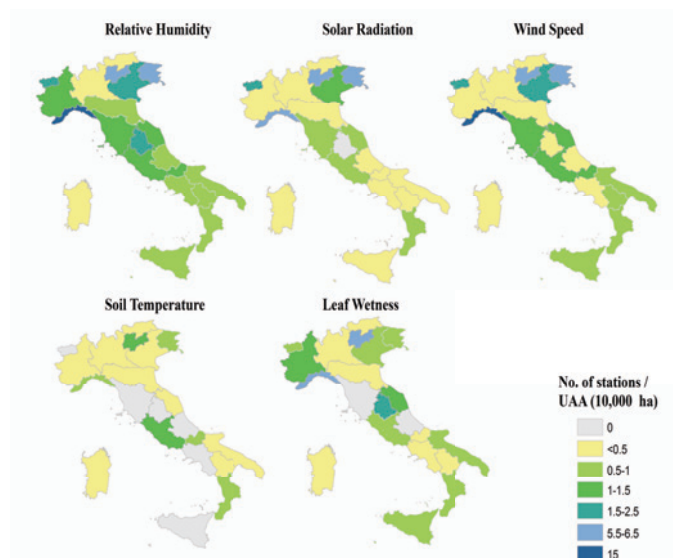 Relative Humidity
Solar Radiation
Wind Speed
Soil Temperature
Leaf Wetness
No. of stations /
UAA (10,000 ha)
0
<0.5
0.5-1
1-1.5
1.5-2.5
5.5-6.5
15